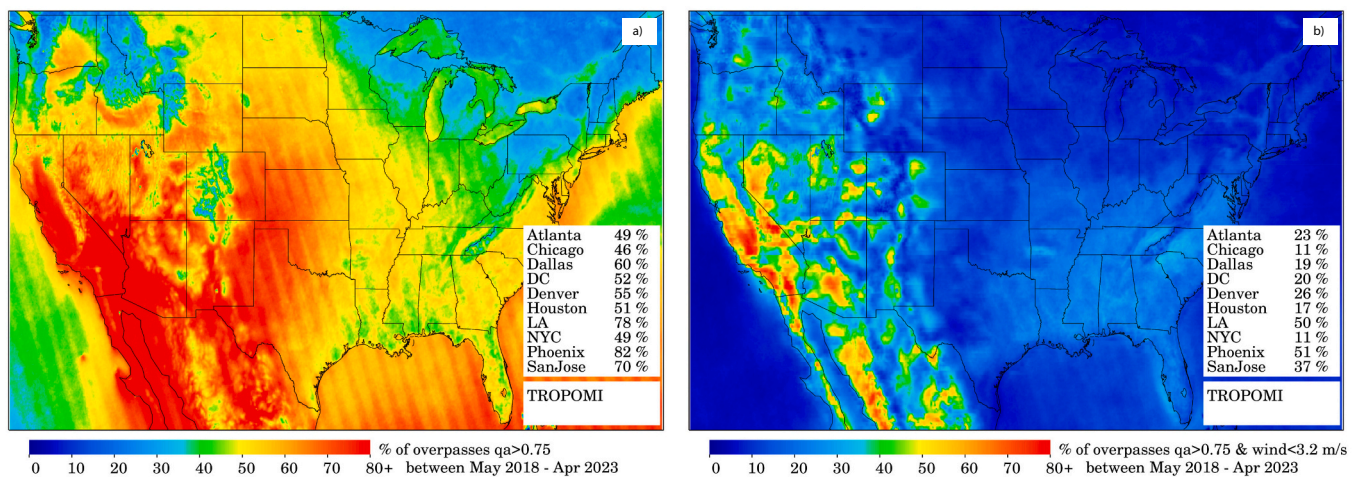 a)
Atlanta 49 %
Chicago 46 %
Dallas 60 %
DC 52 %
Denver 55 %
Houston 51 %
LA 78 %
NYC 49 %
Phoenix 82 %
SanJose 70 %
TROPOMI
% of overpasses qa>0.75
0 10 20 30 40 50 60 70 80+ between May 2018 - Apr 2023
b)
Atlanta 23 %
Chicago 11 %
Dallas 19 %
DC 20 %
Denver 26 %
Houston 17 %
LA 50 %
NYC 11 %
Phoenix 51 %
SanJose 37 %
TROPOMI
% of overpasses qa>0.75 & wind<3.2 m/s
0 10 20 30 40 50 60 70 80+ between May 2018 - Apr 2023